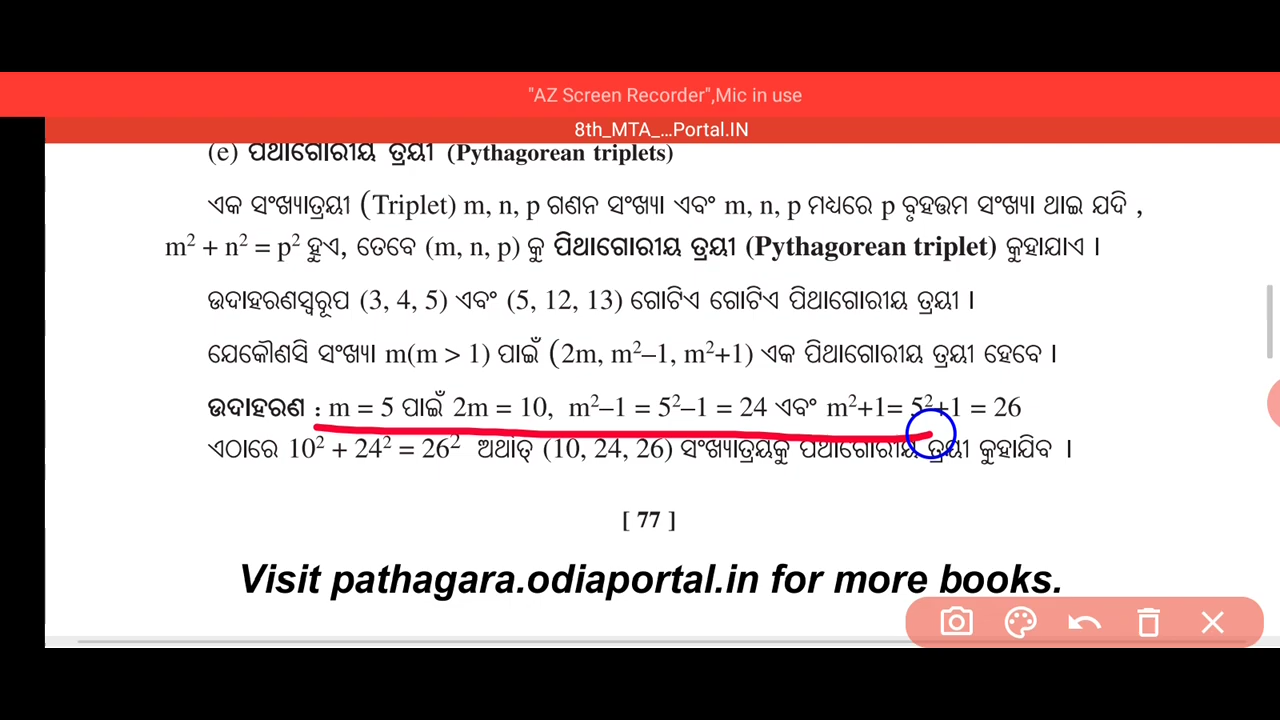 "AZ Screen Recorder",Mic in use
8th_MTA_...Portal.IN
(e) ପିଥାଗୋରୀୟ ତ୍ରୟୀ (Pythagorean triplets)
ଏକ ସଂଖ୍ୟାତ୍ରୟୀ (Triplet) m, n, p ଗଣନ ସଂଖ୍ୟା ଏବଂ m, n, p ମଧ୍ୟରେ p ବୃହତ୍ତମ ସଂଖ୍ୟା ଥାଇ ଯଦି ,
m² + n² = p² ହୁଏ, ତେବେ (m, n, p) କୁ ପିଥାଗୋରୀୟ ତ୍ରୟୀ (Pythagorean triplet) କୁହାଯାଏ ।
ଉଦାହରଣସ୍ୱରୂପ (3, 4, 5) ଏବଂ (5, 12, 13) ଗୋଟିଏ ଗୋଟିଏ ପିଥାଗୋରୀୟ ତ୍ରୟୀ ।
ଯେକୌଣସି ସଂଖ୍ୟା m(m > 1) ପାଇଁ (2m, m²–1, m²+1) ଏକ ପିଥାଗୋରୀୟ ତ୍ରୟୀ ହେବେ ।
ଉଦାହରଣ : m = 5 ପାଇଁ 2m = 10, m²–1 = 5²–1 = 24 ଏବଂ m²+1= 5²+1 = 26
ଏଠାରେ 10² + 24² = 26² ଅର୍ଥାତ୍ (10, 24, 26) ସଂଖ୍ୟାତ୍ରୟକୁ ପିଥାଗୋରୀୟ ତ୍ରୟୀ କୁହାଯିବ ।
[ 77 ]
Visit pathagara.odiaportal.in for more books.